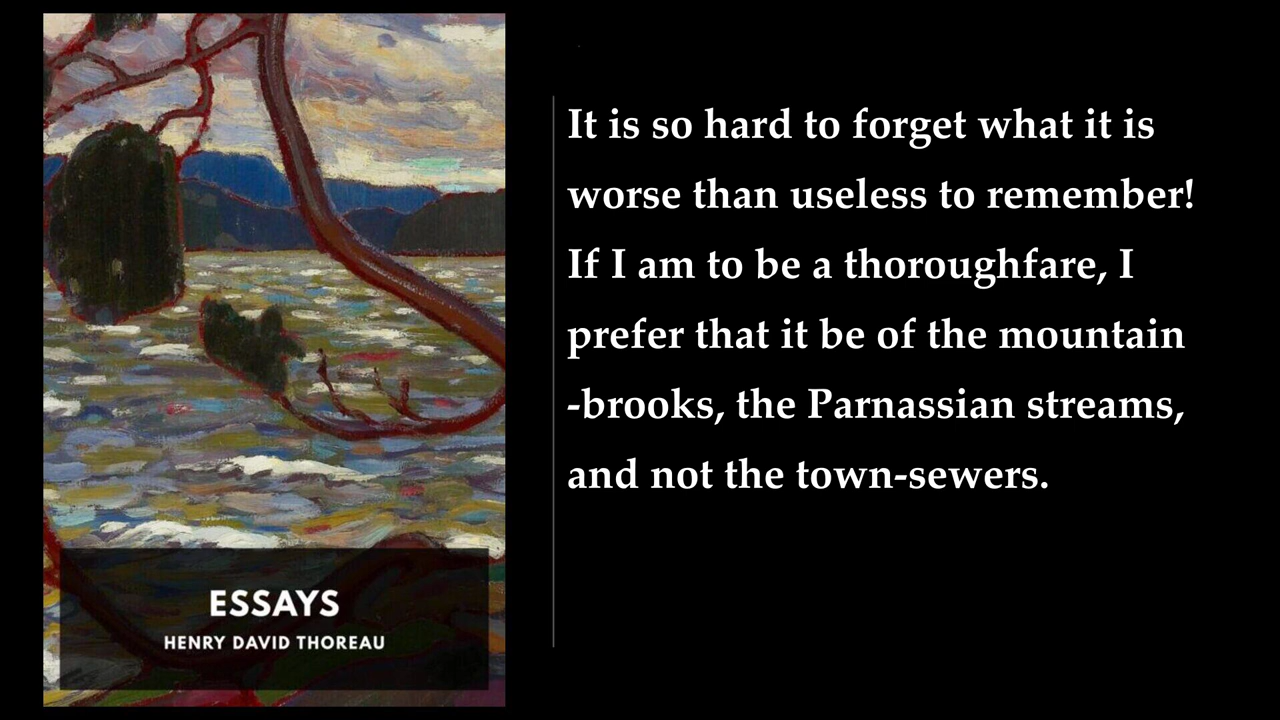 ESSAYS
HENRY DAVID THOREAU
It is so hard to forget what it is
worse than useless to remember!
If I am to be a thoroughfare, I
prefer that it be of the mountain
-brooks, the Parnassian streams,
and not the town-sewers.